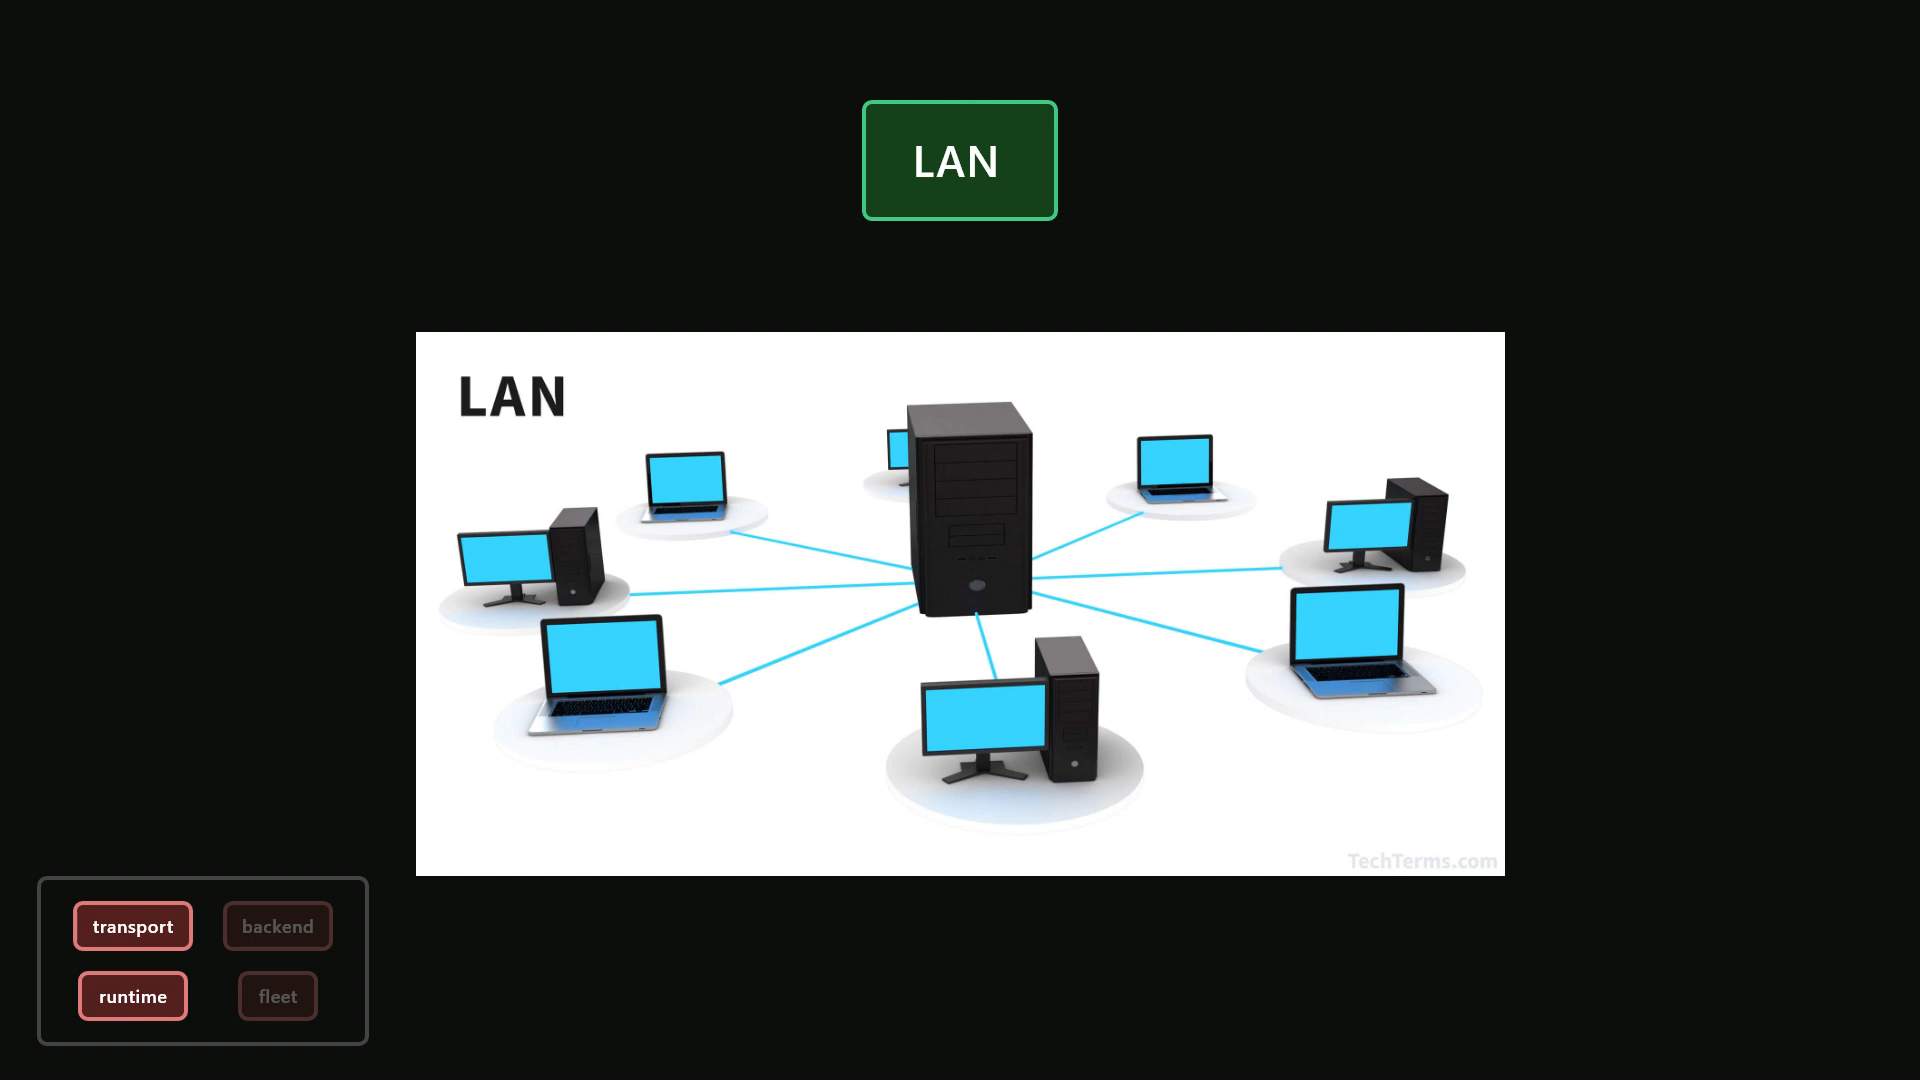 LAN
LAN
TechTerms.com
transport
backend
runtime
fleet